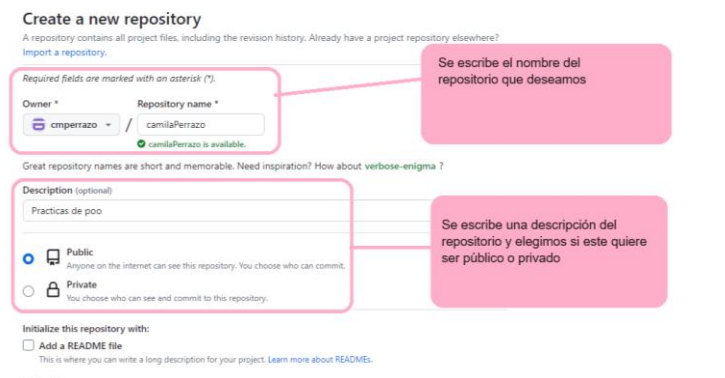 Create a new repository
A repository contains all project files, including the revision history. Already have a project repository elsewhere?
Import a repository.
Required fields are marked with an asterisk (*).
Owner *
Repository name *
cmperrazo
/
camilaPerrazo
camilaPerrazo is available.
Great repository names are short and memorable. Need inspiration? How about verbose-enigma ?
Description (optional)
Practicas de poo
Public
Anyone on the internet can see this repository. You choose who can commit.
Private
You choose who can see and commit to this repository.
Initialize this repository with:
Add a README file
This is where you can write a long description for your project. Learn more about READMEs.
Se escribe el nombre del
repositorio que deseamos
Se escribe una descripción del
repositorio y elegimos si este quiere
ser público o privado